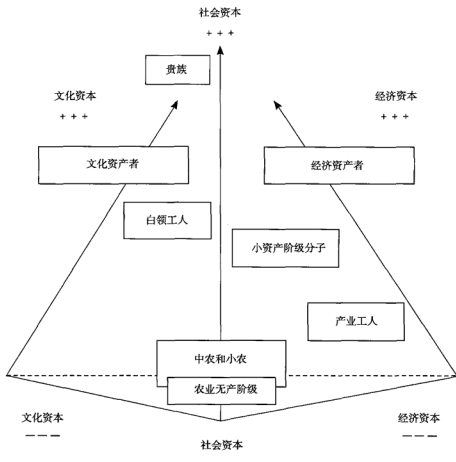 社会资本
+ + +
贵族
文化资本
+ + +
经济资本
+ + +
文化资产者
经济资产者
白领工人
小资产阶级分子
产业工人
中农和小农
农业无产阶级
文化资本
— — —
经济资本
— — —
社会资本